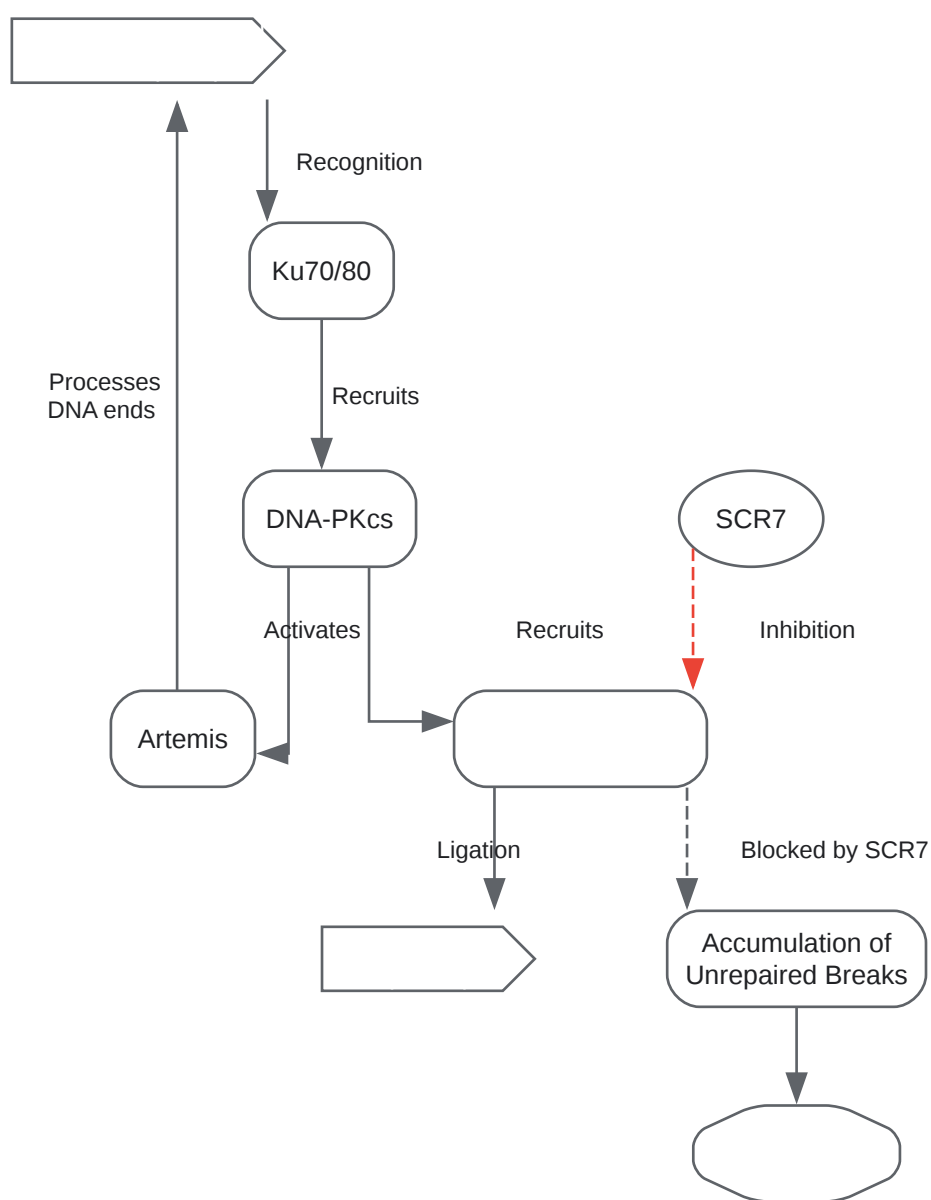 Recognition
Ku70/80
Processes
DNA ends
Recruits
DNA-PKcs
SCR7
Activates
Recruits
Inhibition
Artemis
Ligation
Blocked by SCR7
Accumulation of
Unrepaired Breaks